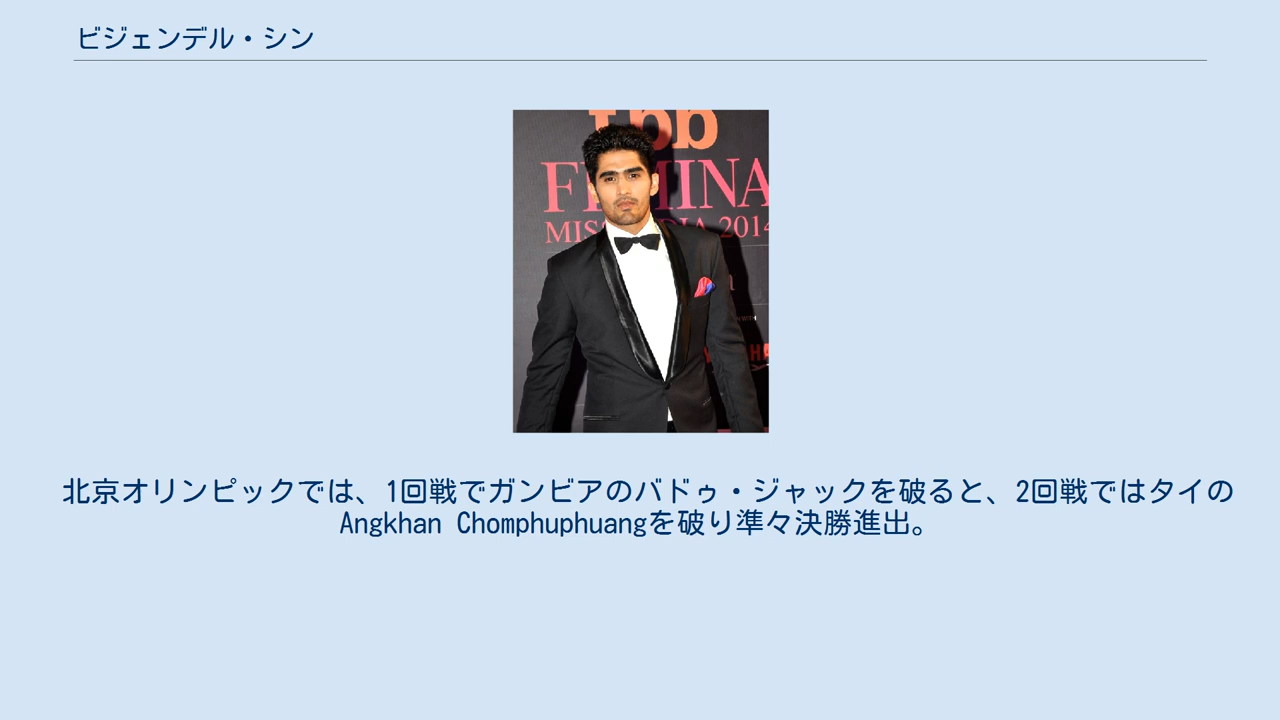 ビジェンデル・シン
FEMINA
2014
北京オリンピックでは、1回戦でガンビアのバドゥ・ジャックを破ると、2回戦ではタイの
Angkhan Chomphuphuangを破り準々決勝進出。